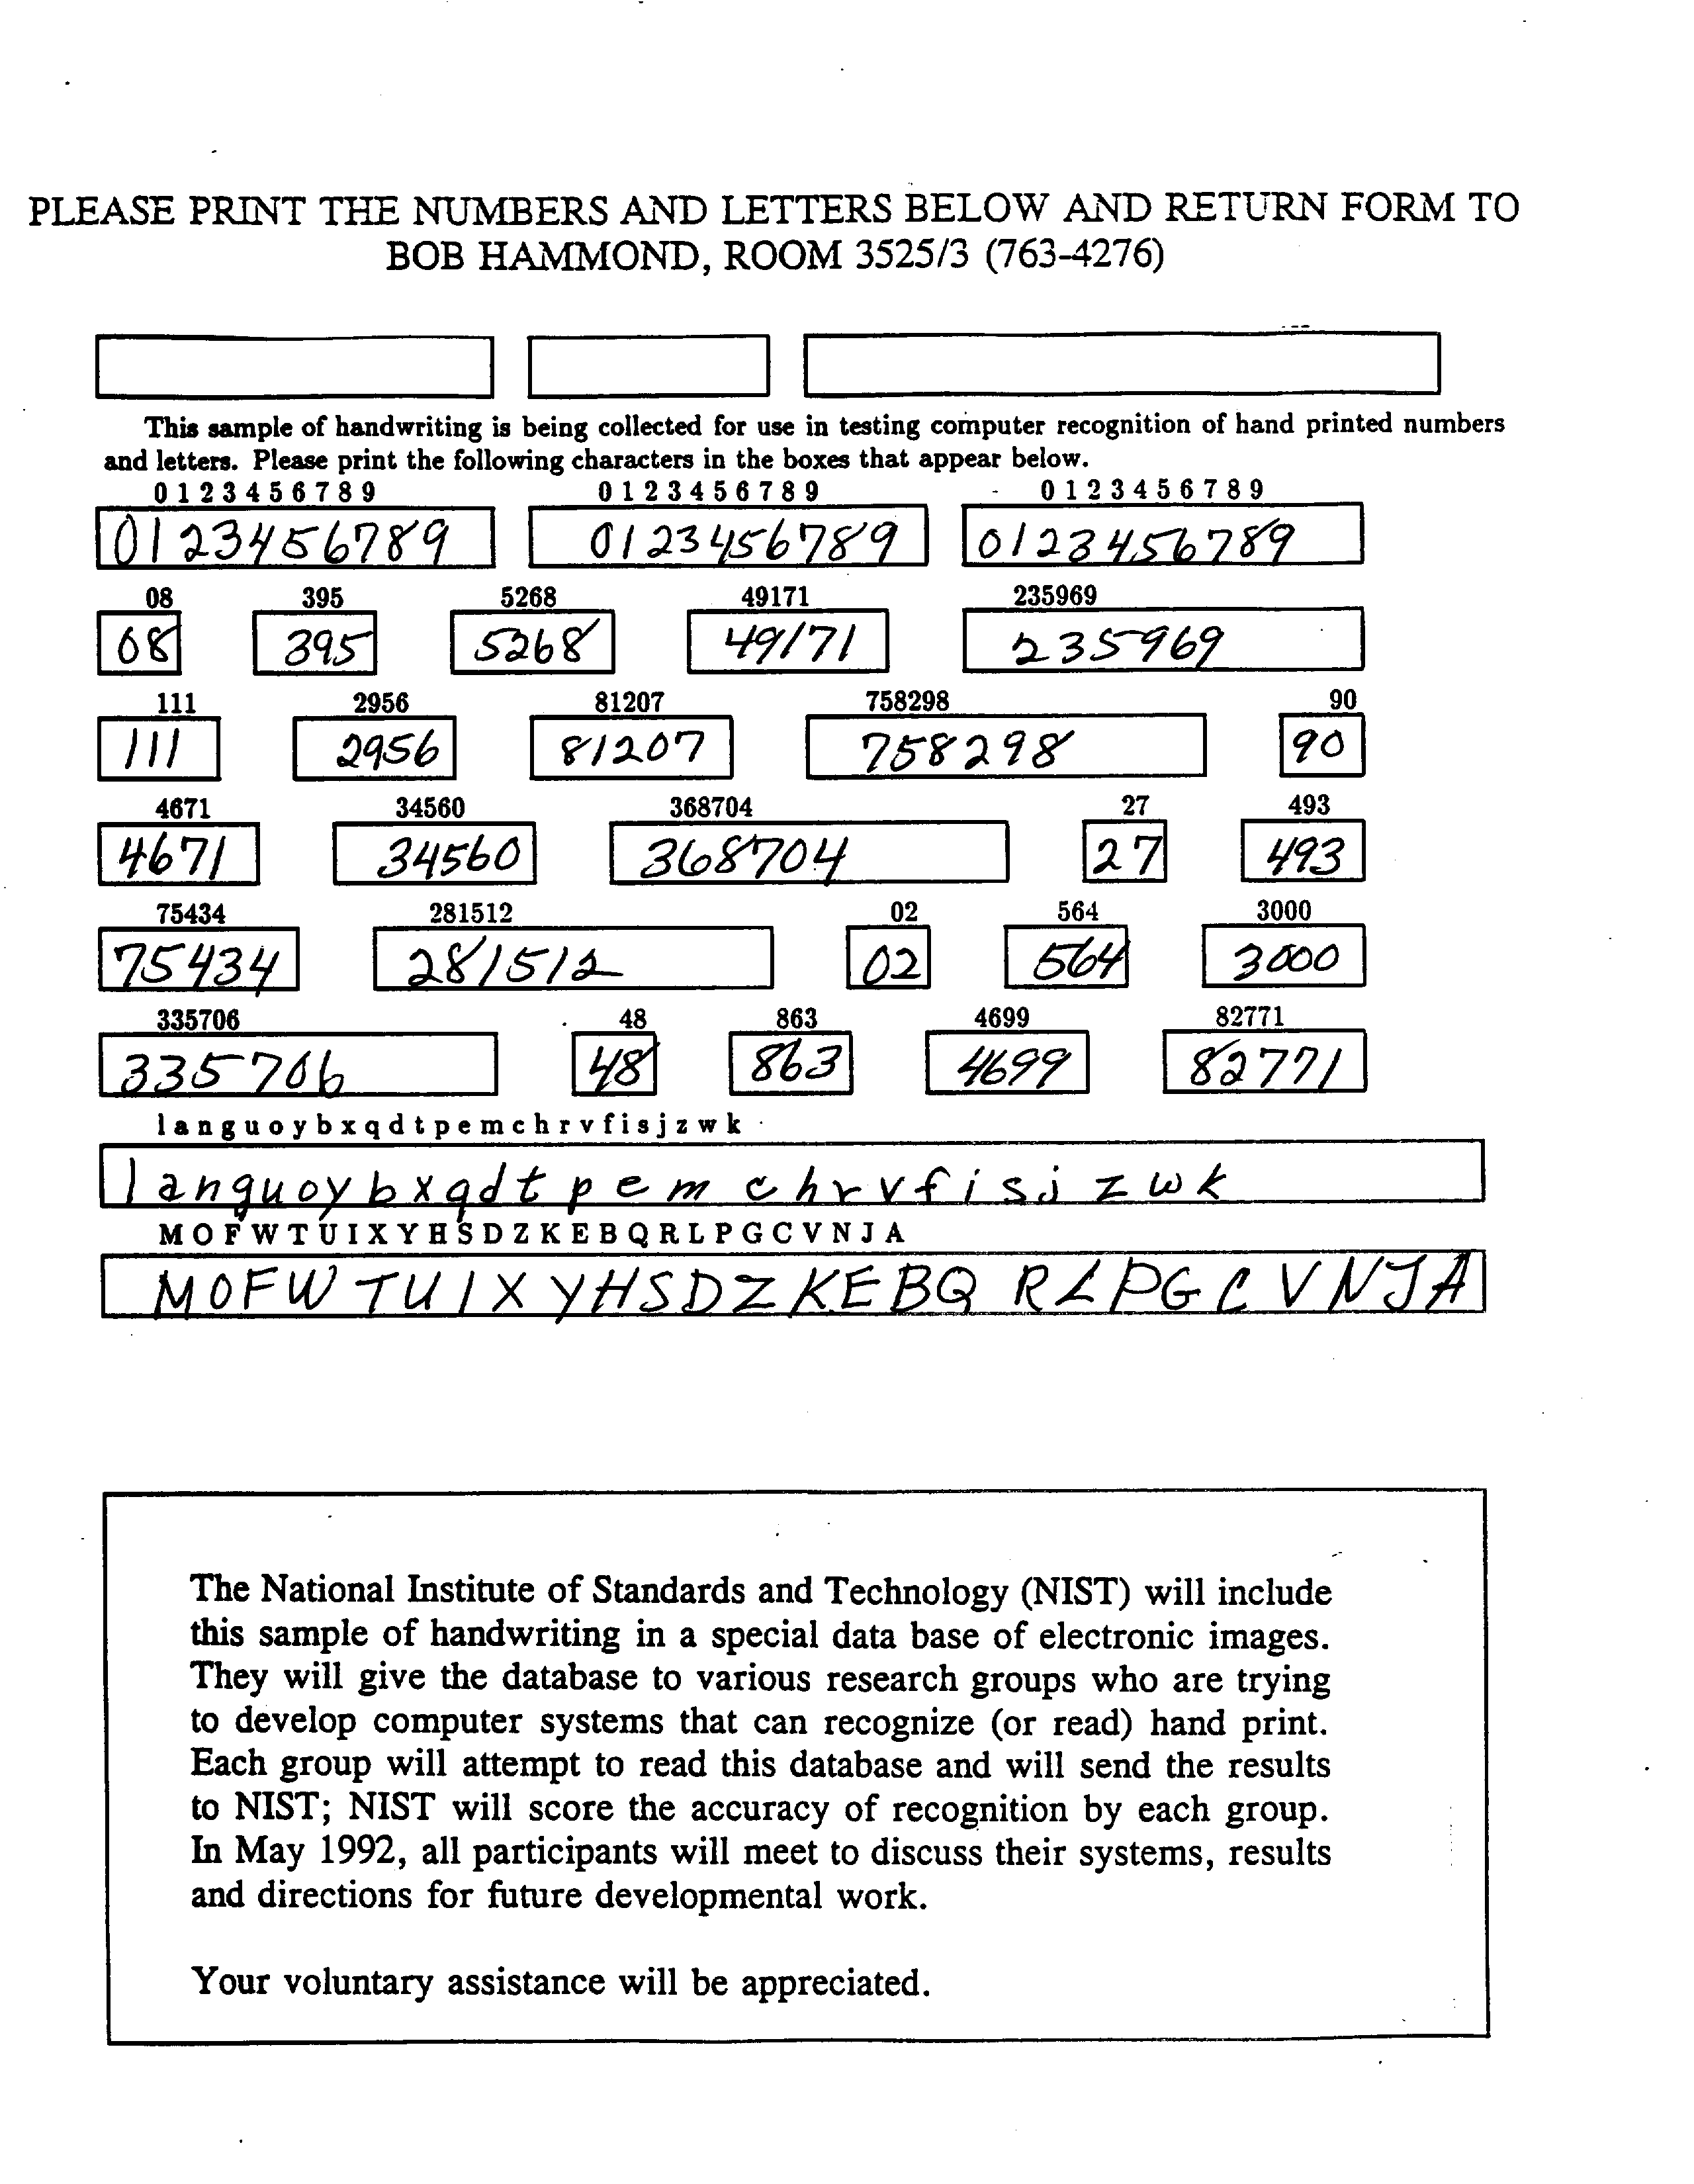 PLEASE PRINT THE NUMBERS AND LETTERS BELOW AND RETURN FORM TO
BOB HAMMOND, ROOM 3525/3 (763-4276)
This sample of handwriting is being collected for use in testing computer recognition of hand printed numbers
and letters. Please print the following characters in the boxes that appear below.
0 1 2 3 4 5 6 7 8 9 0 1 2 3 4 5 6 7 8 9 0 1 2 3 4 5 6 7 8 9
0123456789 0123456789 0123456789
08 395 5268 49171 235969
08 395 5268 49171 235969
111 2956 81207 758298 90
111 2956 81207 758298 90
4671 34560 368704 27 493
4671 34560 368704 27 493
75434 281512 02 564 3000
75434 281512 02 564 3000
335706 48 863 4699 82771
335706 48 863 4699 82771
l a n g u o y b x q d t p e m c h r v f i s j z w k
l a n g u o y b x q d t p e m c h r v f i s j z w k
M O F W T U I X Y H S D Z K E B Q R L P G C V N J A
M O F W T U I X Y H S D Z K E B Q R L P G C V N J A
The National Institute of Standards and Technology (NIST) will include
this sample of handwriting in a special data base of electronic images.
They will give the database to various research groups who are trying
to develop computer systems that can recognize (or read) hand print.
Each group will attempt to read this database and will send the results
to NIST; NIST will score the accuracy of recognition by each group.
In May 1992, all participants will meet to discuss their systems, results
and directions for future developmental work.
Your voluntary assistance will be appreciated.